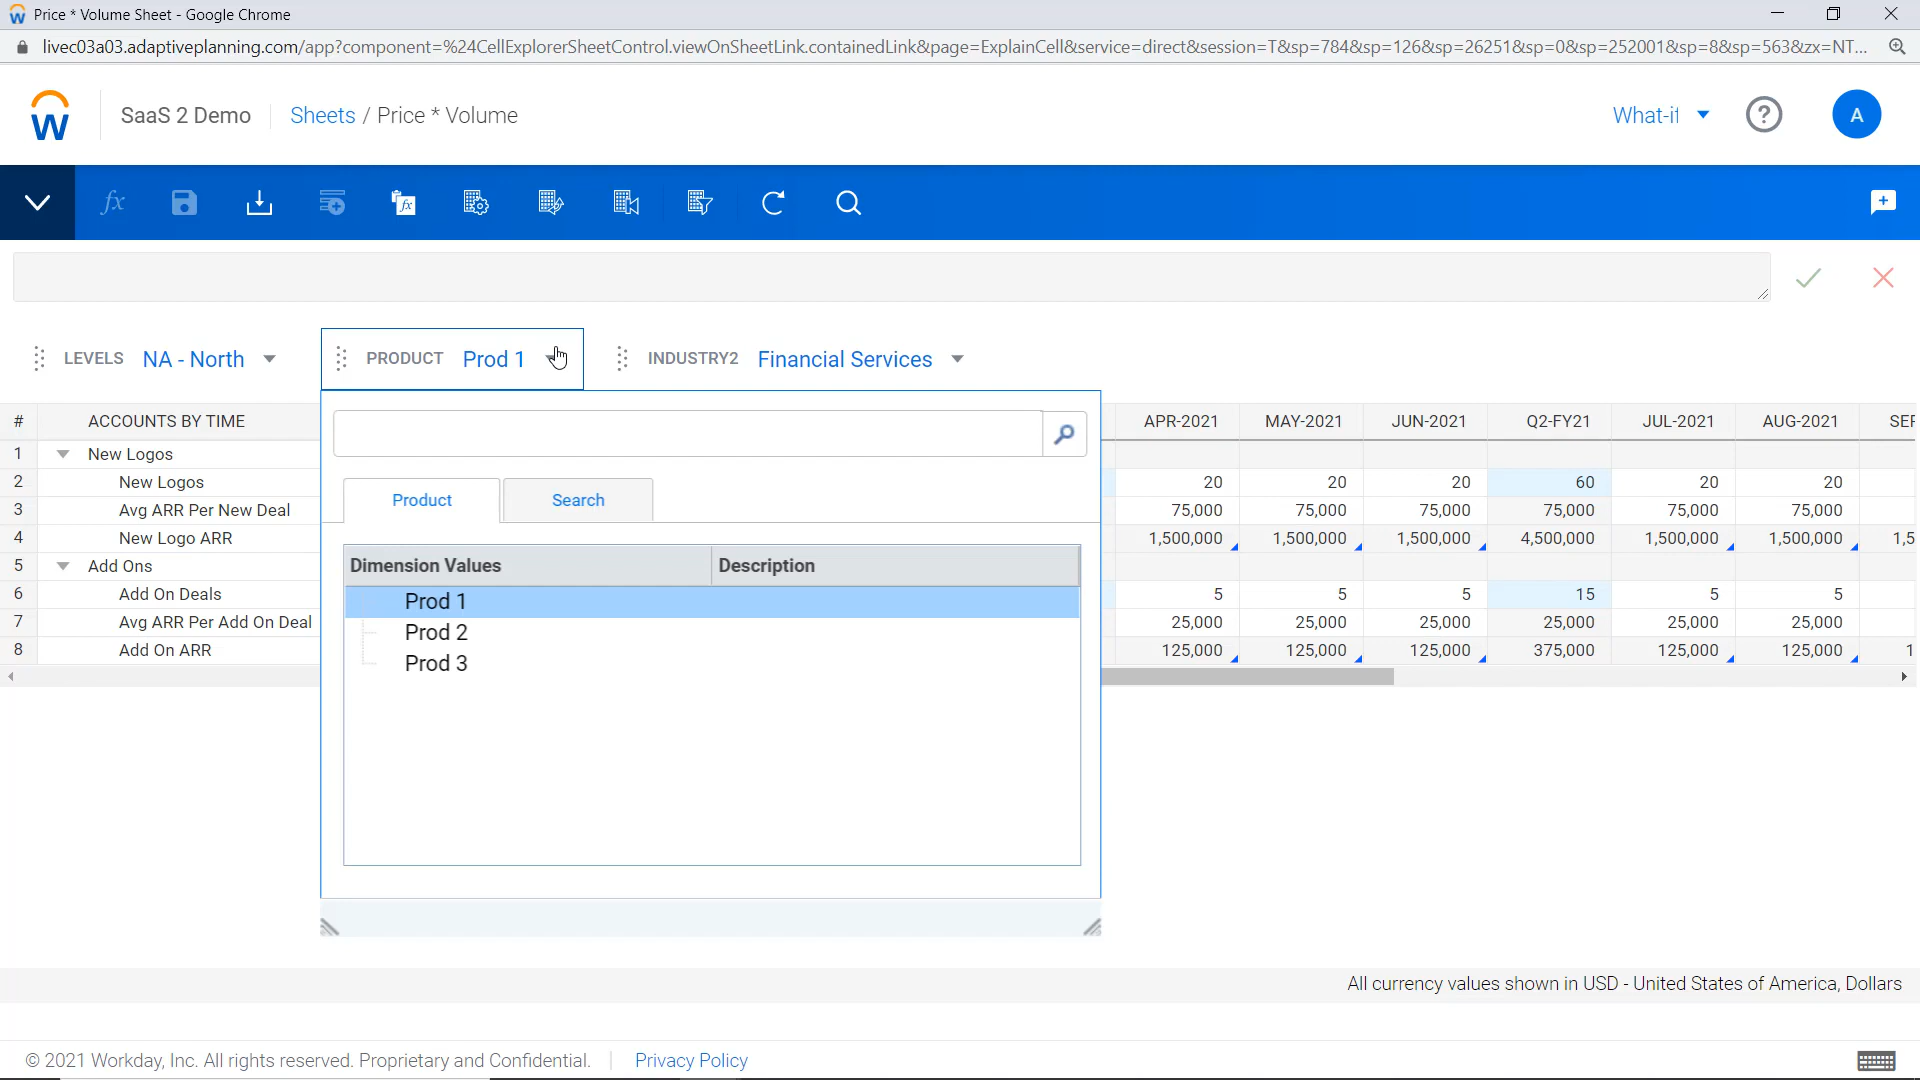 Price * Volume Sheet - Google Chrome
livec03a03.adaptiveplanning.com/app?component=%24CellExplorerSheetControl.viewOnSheetLink.containedLink&page=ExplainCell&service=direct&session=T&sp=784&sp=126&sp=26251&sp=0&sp=252001&sp=8&sp=563&zx=NT...
SaaS 2 Demo Sheets / Price * Volume What-if ? A
fx
LEVELS NA - North PRODUCT Prod 1 INDUSTRY2 Financial Services
# ACCOUNTS BY TIME APR-2021 MAY-2021 JUN-2021 Q2-FY21 JUL-2021 AUG-2021
1 New Logos
2 New Logos 20 20 20 60 20 20
3 Avg ARR Per New Deal 75,000 75,000 75,000 75,000 75,000 75,000
4 New Logo ARR 1,500,000 1,500,000 1,500,000 4,500,000 1,500,000 1,500,000 1,5
5 Add Ons
6 Add On Deals 5 5 5 15 5 5
7 Avg ARR Per Add On Deal 25,000 25,000 25,000 25,000 25,000 25,000
8 Add On ARR 125,000 125,000 125,000 375,000 125,000 125,000 1
Product Search
Dimension Values Description
Prod 1
Prod 2
Prod 3
All currency values shown in USD - United States of America, Dollars
© 2021 Workday, Inc. All rights reserved. Proprietary and Confidential. Privacy Policy